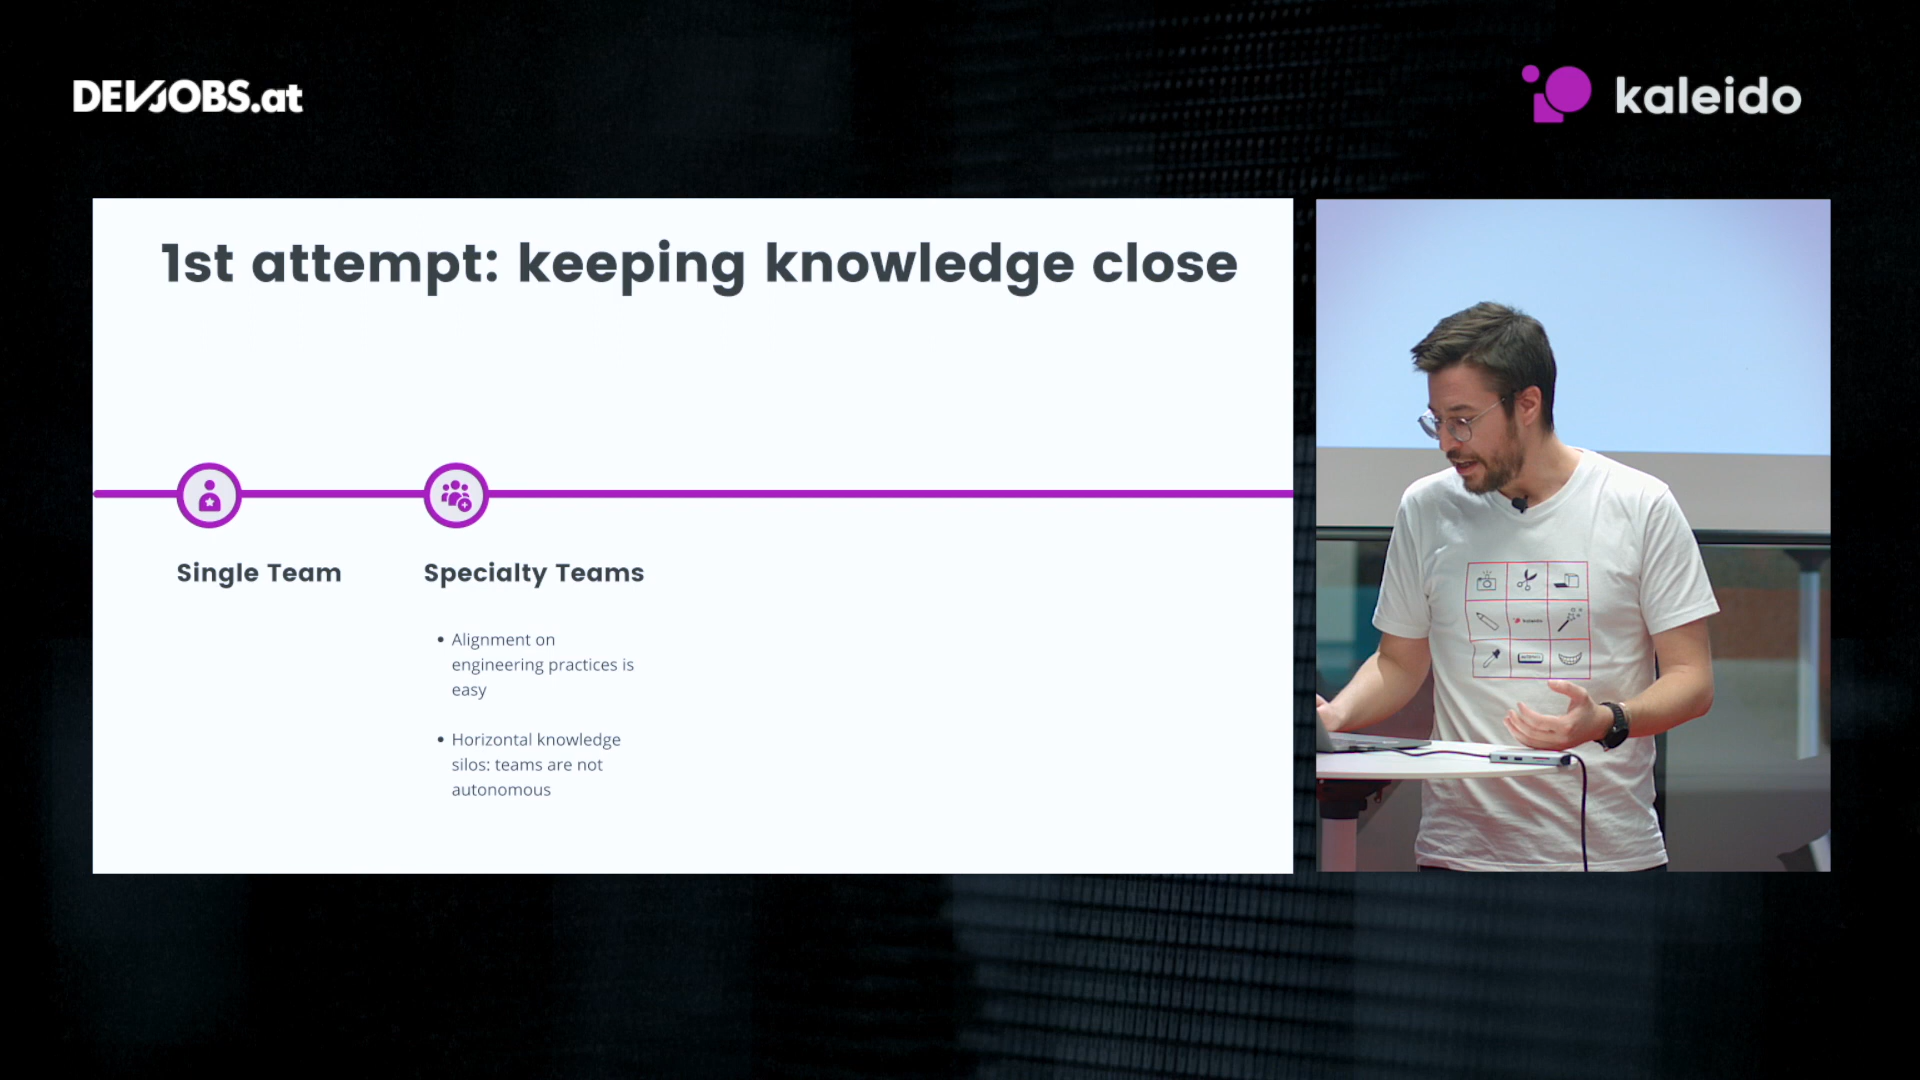 DEVJOBS.at
kaleido
1st attempt: keeping knowledge close
Single Team
Specialty Teams
• Alignment on
engineering practices is
easy
• Horizontal knowledge
silos: teams are not
autonomous
kaleido